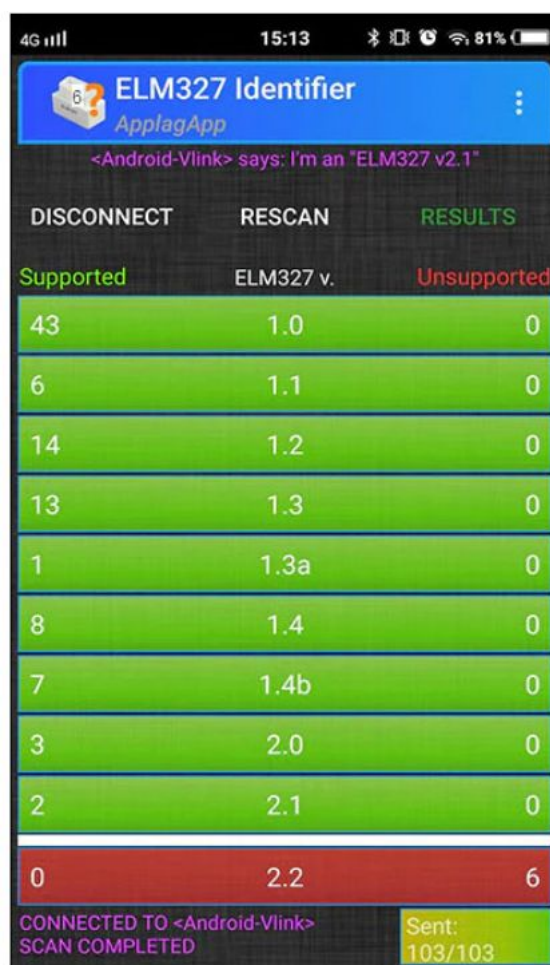 4G 15:13 81%
6
ELM327 Identifier
ApplagApp
<Android-Vlink> says: I'm an "ELM327 v2.1"
DISCONNECT RESCAN RESULTS
Supported ELM327 v. Unsupported
43 1.0 0
6 1.1 0
14 1.2 0
13 1.3 0
1 1.3a 0
8 1.4 0
7 1.4b 0
3 2.0 0
2 2.1 0
0 2.2 6
CONNECTED TO <Android-Vlink> Sent:
SCAN COMPLETED 103/103